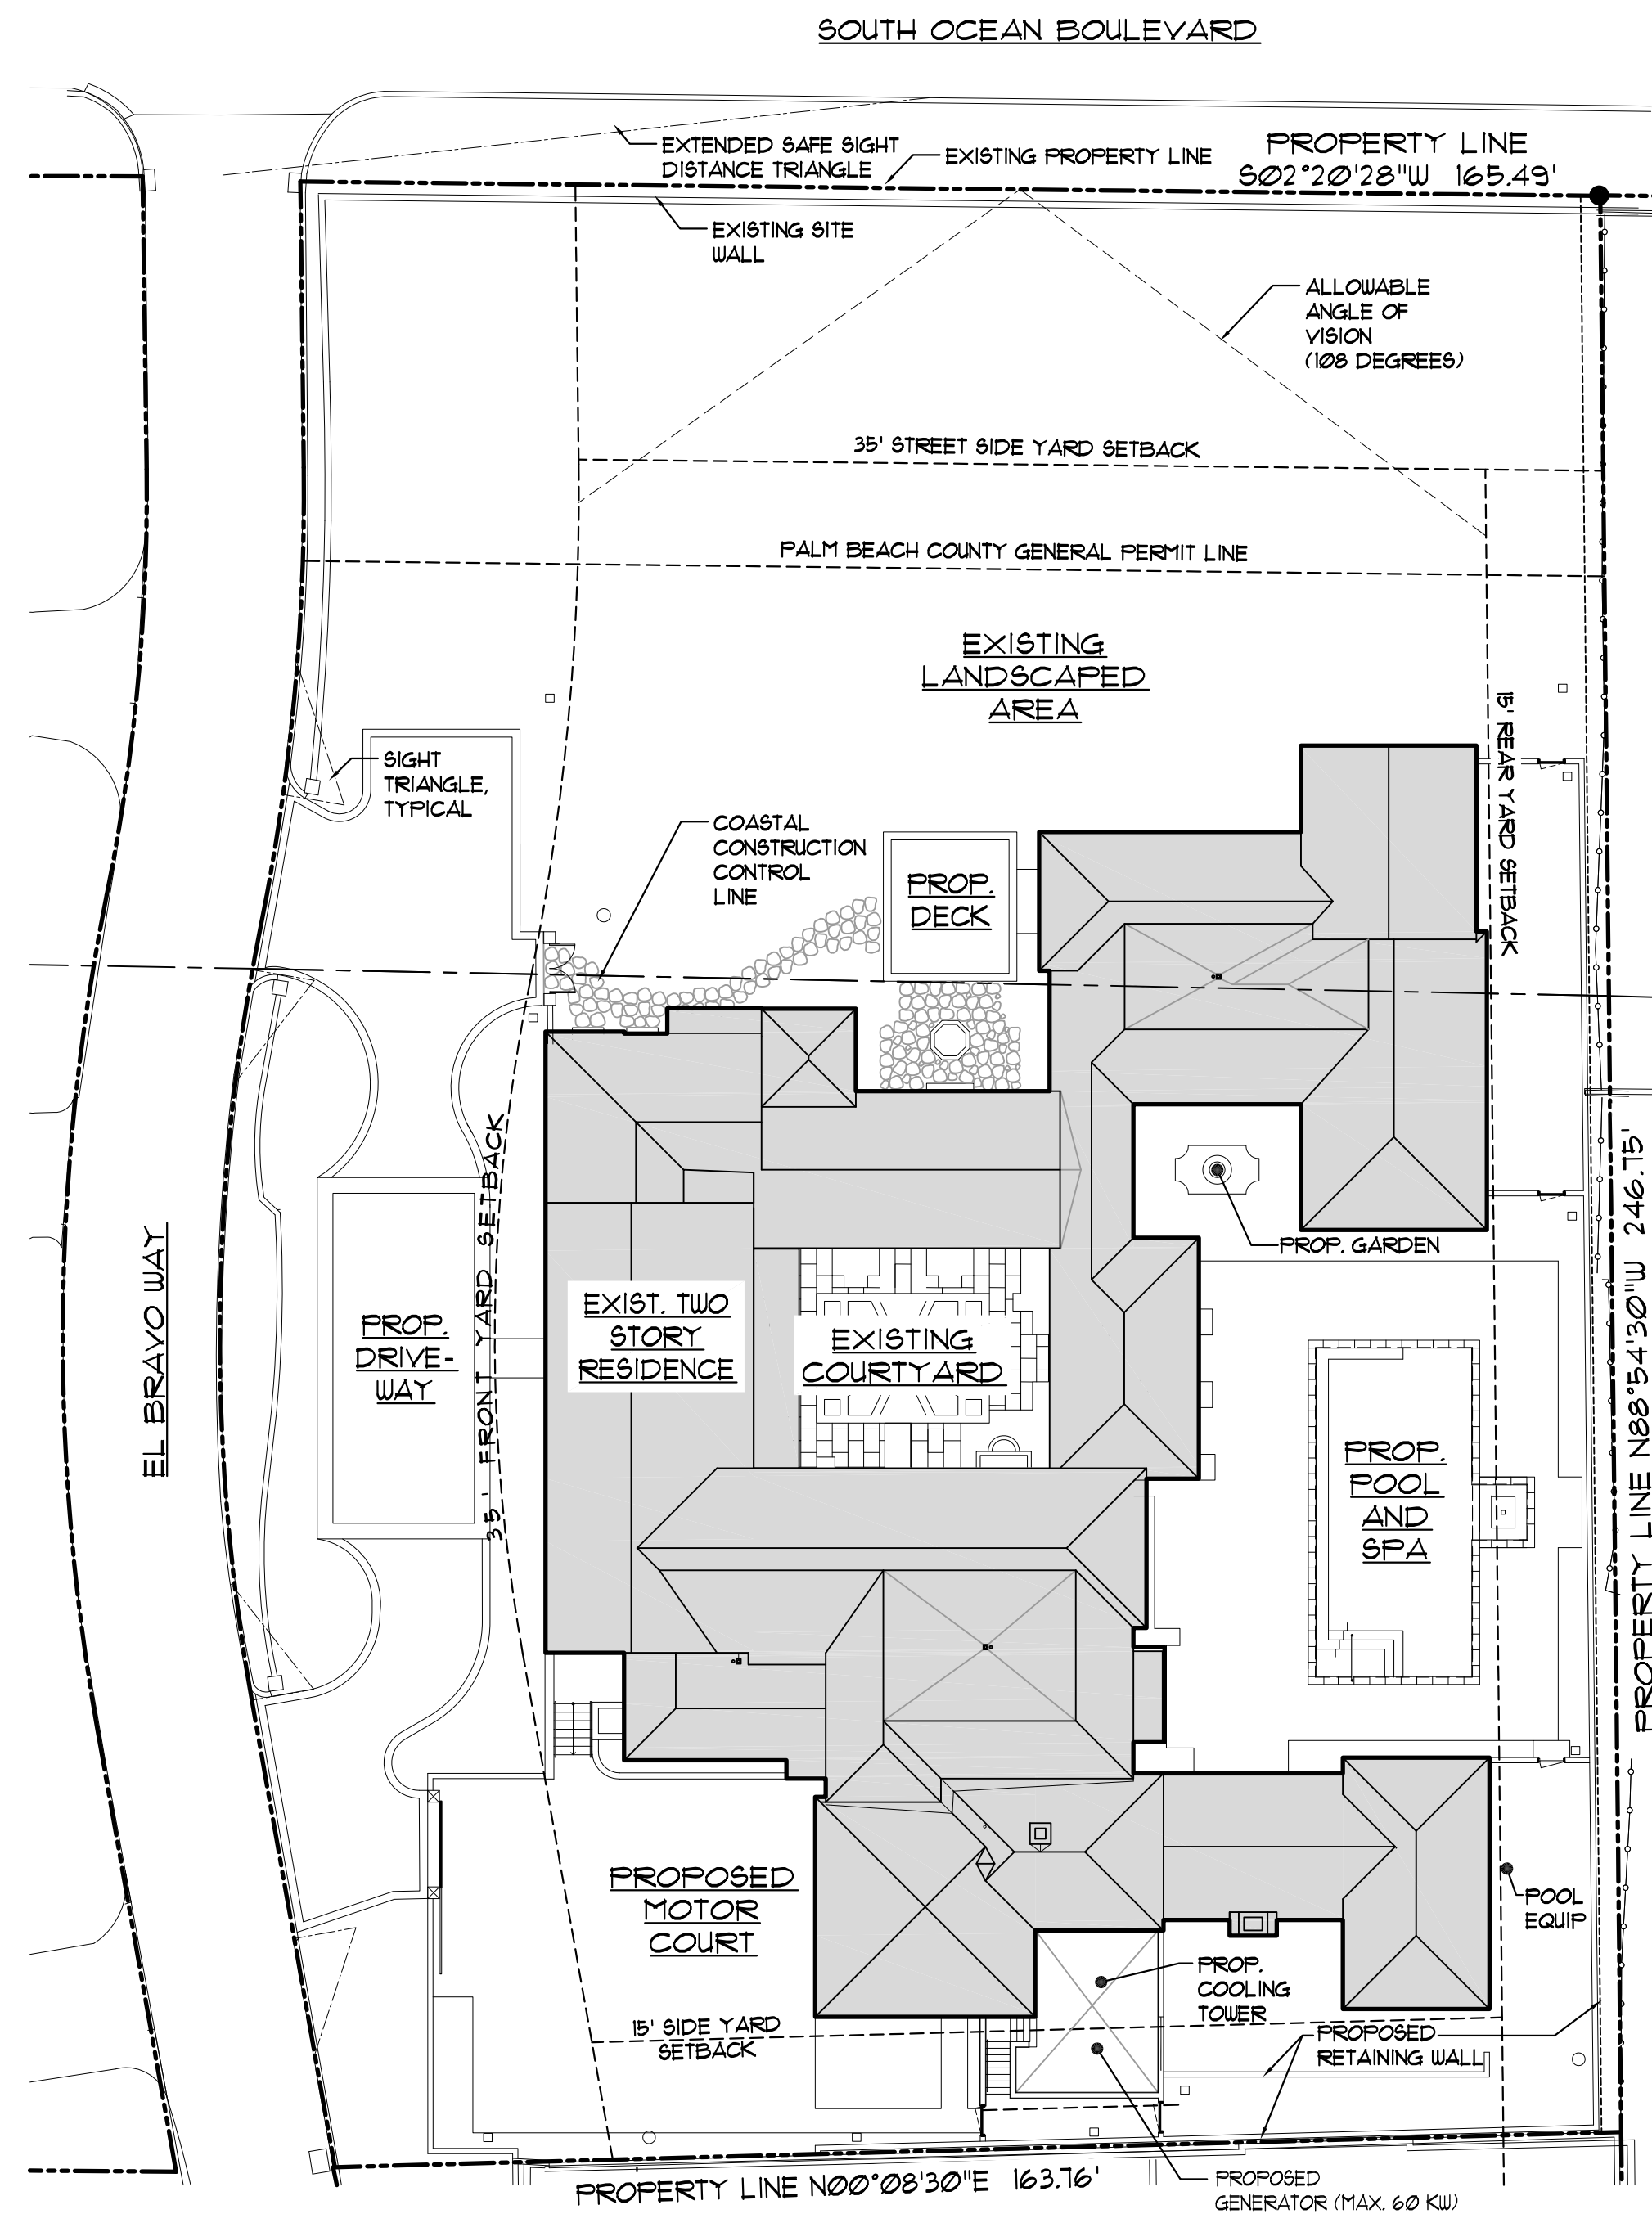 SOUTH OCEAN BOULEVARD
EXTENDED SAFE SIGHT
DISTANCE TRIANGLE
EXISTING PROPERTY LINE
PROPERTY LINE
S02°20'28"W 165.49'
EXISTING SITE
WALL
ALLOWABLE
ANGLE OF
VISION
(108 DEGREES)
35' STREET SIDE YARD SETBACK
PALM BEACH COUNTY GENERAL PERMIT LINE
EXISTING
LANDSCAPED
AREA
15' REAR YARD SETBACK
SIGHT
TRIANGLE,
TYPICAL
COASTAL
CONSTRUCTION
CONTROL
LINE
PROP.
DECK
35' FRONT YARD SETBACK
PROP. GARDEN
EL BRAVO WAY
PROP.
DRIVE-
WAY
EXIST. TWO
STORY
RESIDENCE
EXISTING
COURTYARD
PROP.
POOL
AND
SPA
PROPERTY LINE N88°54'30"W 246.75'
PROPOSED
MOTOR
COURT
POOL
EQUIP
PROP.
COOLING
TOWER
15' SIDE YARD
SETBACK
PROPOSED
RETAINING WALL
PROPERTY LINE N00°08'30"E 163.76'
PROPOSED
GENERATOR (MAX. 60 KW)